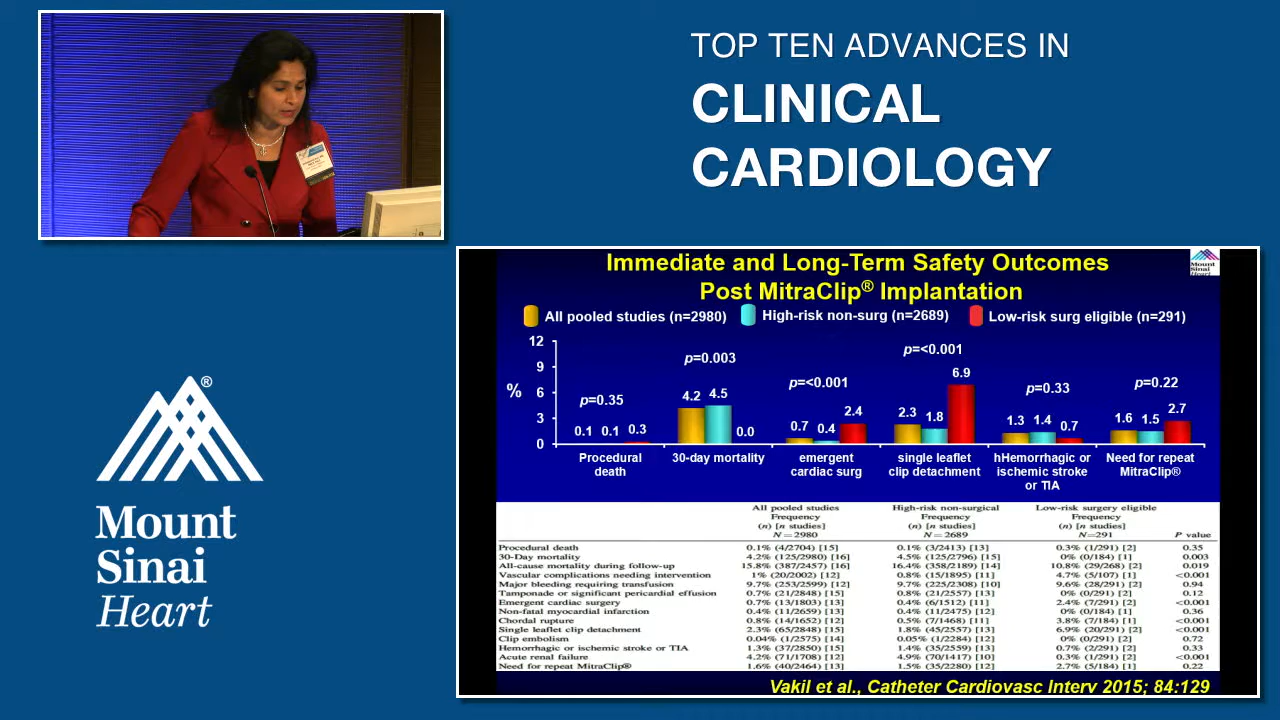 TOP TEN ADVANCES IN
CLINICAL
CARDIOLOGY
Mount
Sinai
Heart
Immediate and Long-Term Safety Outcomes
Post MitraClip® Implantation
Mount
Sinai
Heart
All pooled studies (n=2980) High-risk non-surg (n=2689) Low-risk surg eligible (n=291)
%
12
9
6
3
0
p=0.35
0.1 0.1 0.3
Procedural
death
p=0.003
4.2 4.5 0.0
30-day mortality
p=<0.001
0.7 0.4 2.4
emergent
cardiac surg
p=<0.001
2.3 1.8 6.9
single leaflet
clip detachment
p=0.33
1.3 1.4 0.7
hHemorrhagic or
ischemic stroke
or TIA
p=0.22
1.6 1.5 2.7
Need for repeat
MitraClip®
All pooled studies High-risk non-surgical Low-risk surgery eligible
Frequency Frequency Frequency
(n) [n studies] (n) [n studies] (n) [n studies]
N = 2980 N = 2689 N=291 P value
Procedural death 0.1% (4/2704) [15] 0.1% (3/2413) [13] 0.3% (1/291) [2] 0.35
30-Day mortality 4.2% (125/2980) [16] 4.5% (125/2796) [15] 0% (0/184) [1] 0.003
All-cause mortality during follow-up 15.8% (387/2457) [16] 16.4% (358/2189) [14] 10.8% (29/268) [2] 0.019
Vascular complications needing intervention 1% (20/2002) [12] 0.8% (15/1895) [11] 4.7% (5/107) [1] <0.001
Major bleeding requiring transfusion 9.7% (253/2599) [12] 9.7% (225/2308) [10] 9.6% (28/291) [2] 0.94
Tamponade or significant pericardial effusion 0.7% (21/2848) [15] 0.8% (21/2557) [13] 0% (0/291) [2] 0.12
Emergent cardiac surgery 0.7% (13/1803) [13] 0.4% (6/1512) [11] 2.4% (7/291) [2] <0.001
Non-fatal myocardial infarction 0.4% (11/2659) [13] 0.4% (11/2475) [12] 0% (0/184) [1] 0.36
Chordal rupture 0.8% (14/1652) [12] 0.5% (7/1468) [11] 3.8% (7/184) [1] <0.001
Single leaflet clip detachment 2.3% (65/2848) [15] 1.8% (45/2557) [13] 6.9% (20/291) [2] <0.001
Clip embolism 0.04% (1/2575) [14] 0.05% (1/2284) [12] 0% (0/291) [2] 0.72
Hemorrhagic or ischemic stroke or TIA 1.3% (37/2850) [15] 1.4% (35/2559) [13] 0.7% (2/291) [2] 0.33
Acute renal failure 4.2% (71/1708) [12] 4.9% (70/1417) [10] 0.3% (1/291) [2] <0.001
Need for repeat MitraClip® 1.6% (40/2464) [13] 1.5% (35/2280) [12] 2.7% (5/184) [1] 0.22
Vakil et al., Catheter Cardiovasc Interv 2015; 84:129